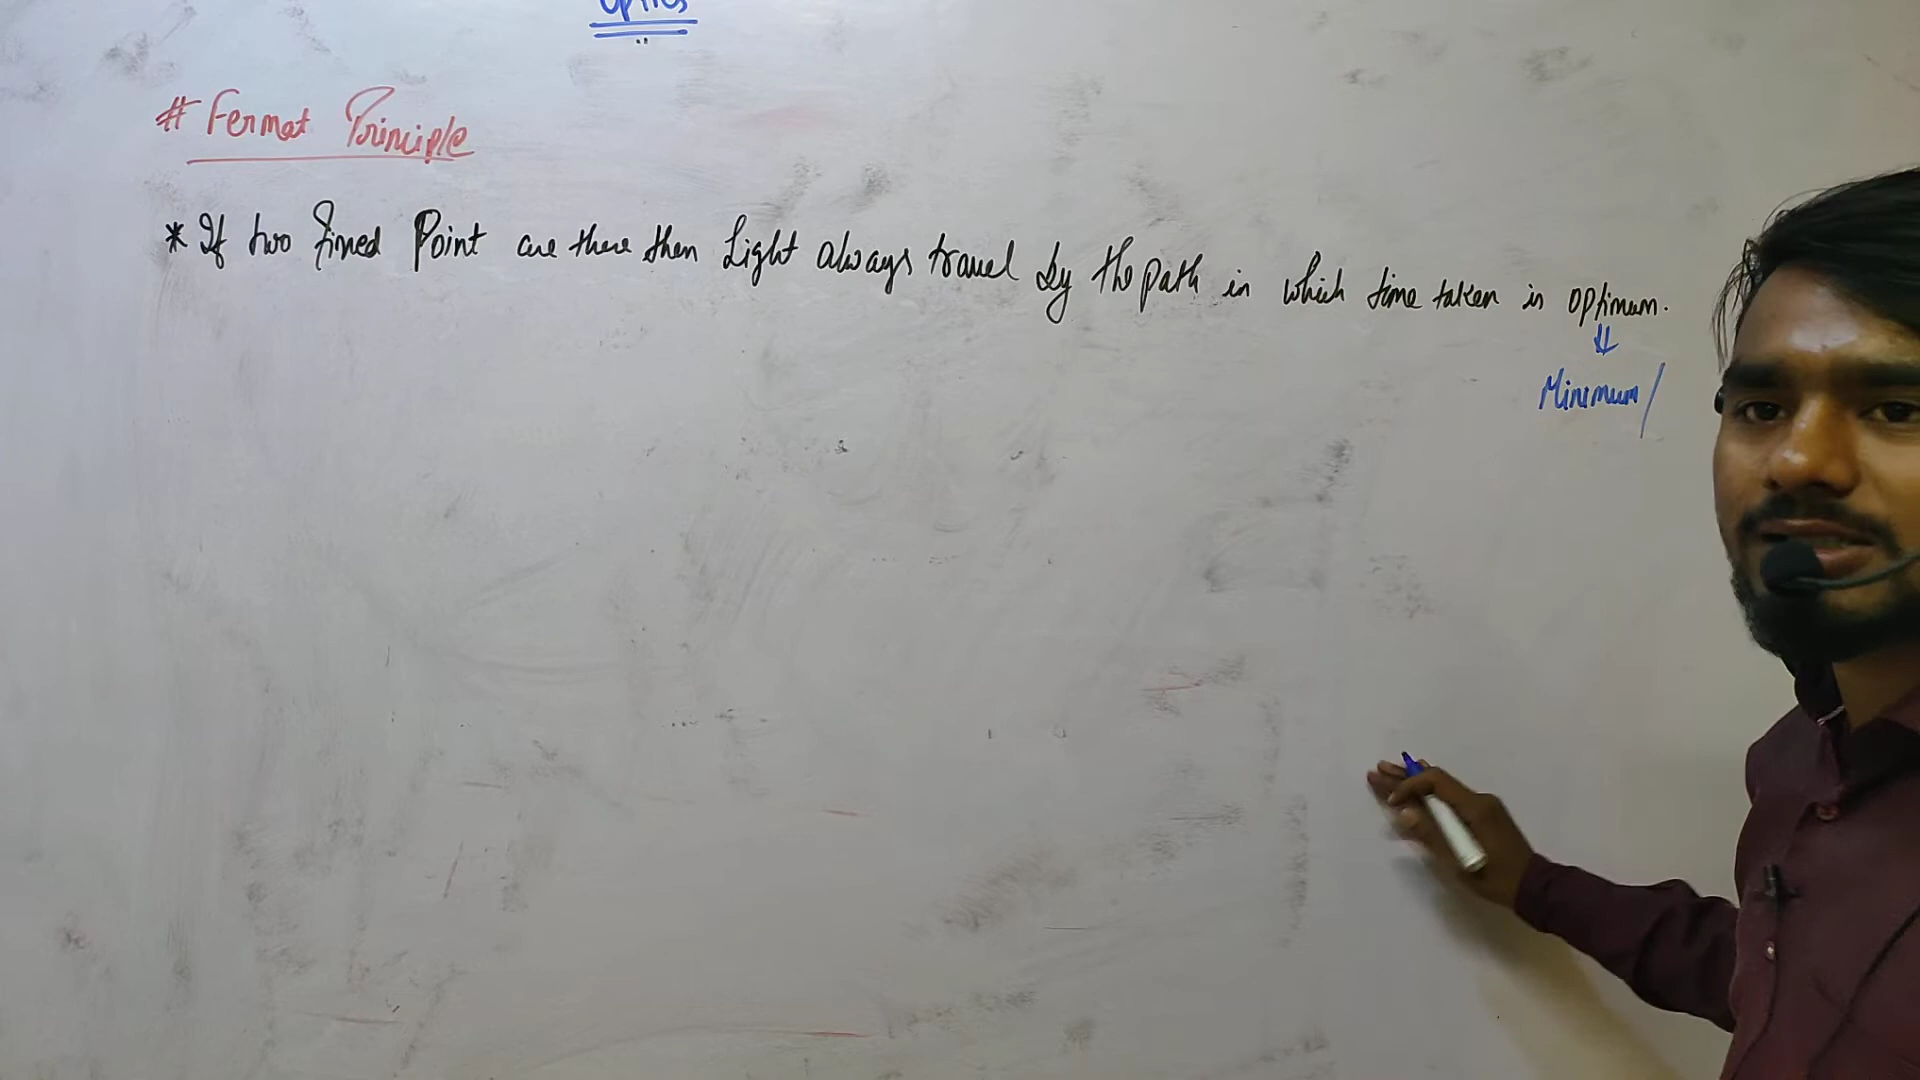 Optics
# Fermat Principle
* If two fixed Point are there then Light always travel by the path in which time taken is optimum.
Minimum/